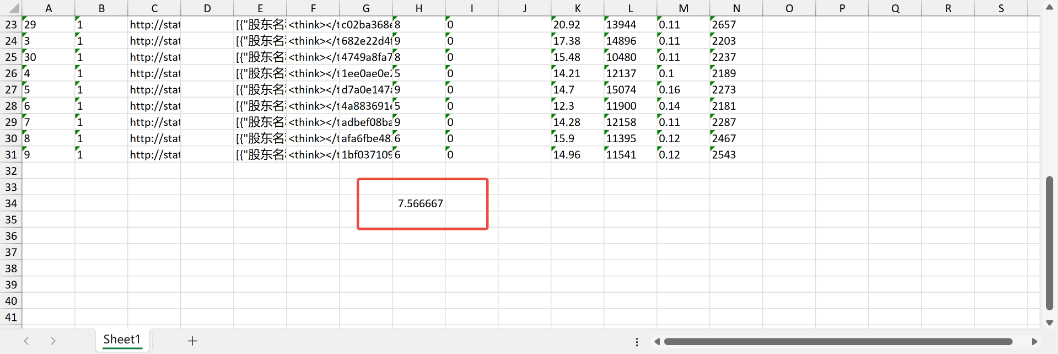 A B C D E F G H I J K L M N O P Q R S
23 29 1 http://stat [{"股东名 <think></t c02ba368e 8 0 20.92 13944 0.11 2657
24 3 1 http://stat [{"股东名 <think></t 682e22d4f 9 0 17.38 14896 0.11 2203
25 30 1 http://stat [{"股东名 <think></t 4749a8fa7 8 0 15.48 10480 0.11 2237
26 4 1 http://stat [{"股东名 <think></t 1ee0ae0e 5 0 14.21 12137 0.1 2189
27 5 1 http://stat [{"股东名 <think></t d7a0e147 9 0 14.7 15074 0.16 2273
28 6 1 http://stat [{"股东名 <think></t 4a883691 5 0 12.3 11900 0.14 2181
29 7 1 http://stat [{"股东名 <think></t adbef08ba 9 0 14.28 12158 0.11 2287
30 8 1 http://stat [{"股东名 <think></t afa6fbe48 6 0 15.9 11395 0.12 2467
31 9 1 http://stat [{"股东名 <think></t 1bf037109 6 0 14.96 11541 0.12 2543
32
33
34 7.566667
35
36
37
38
39
40
41
Sheet1